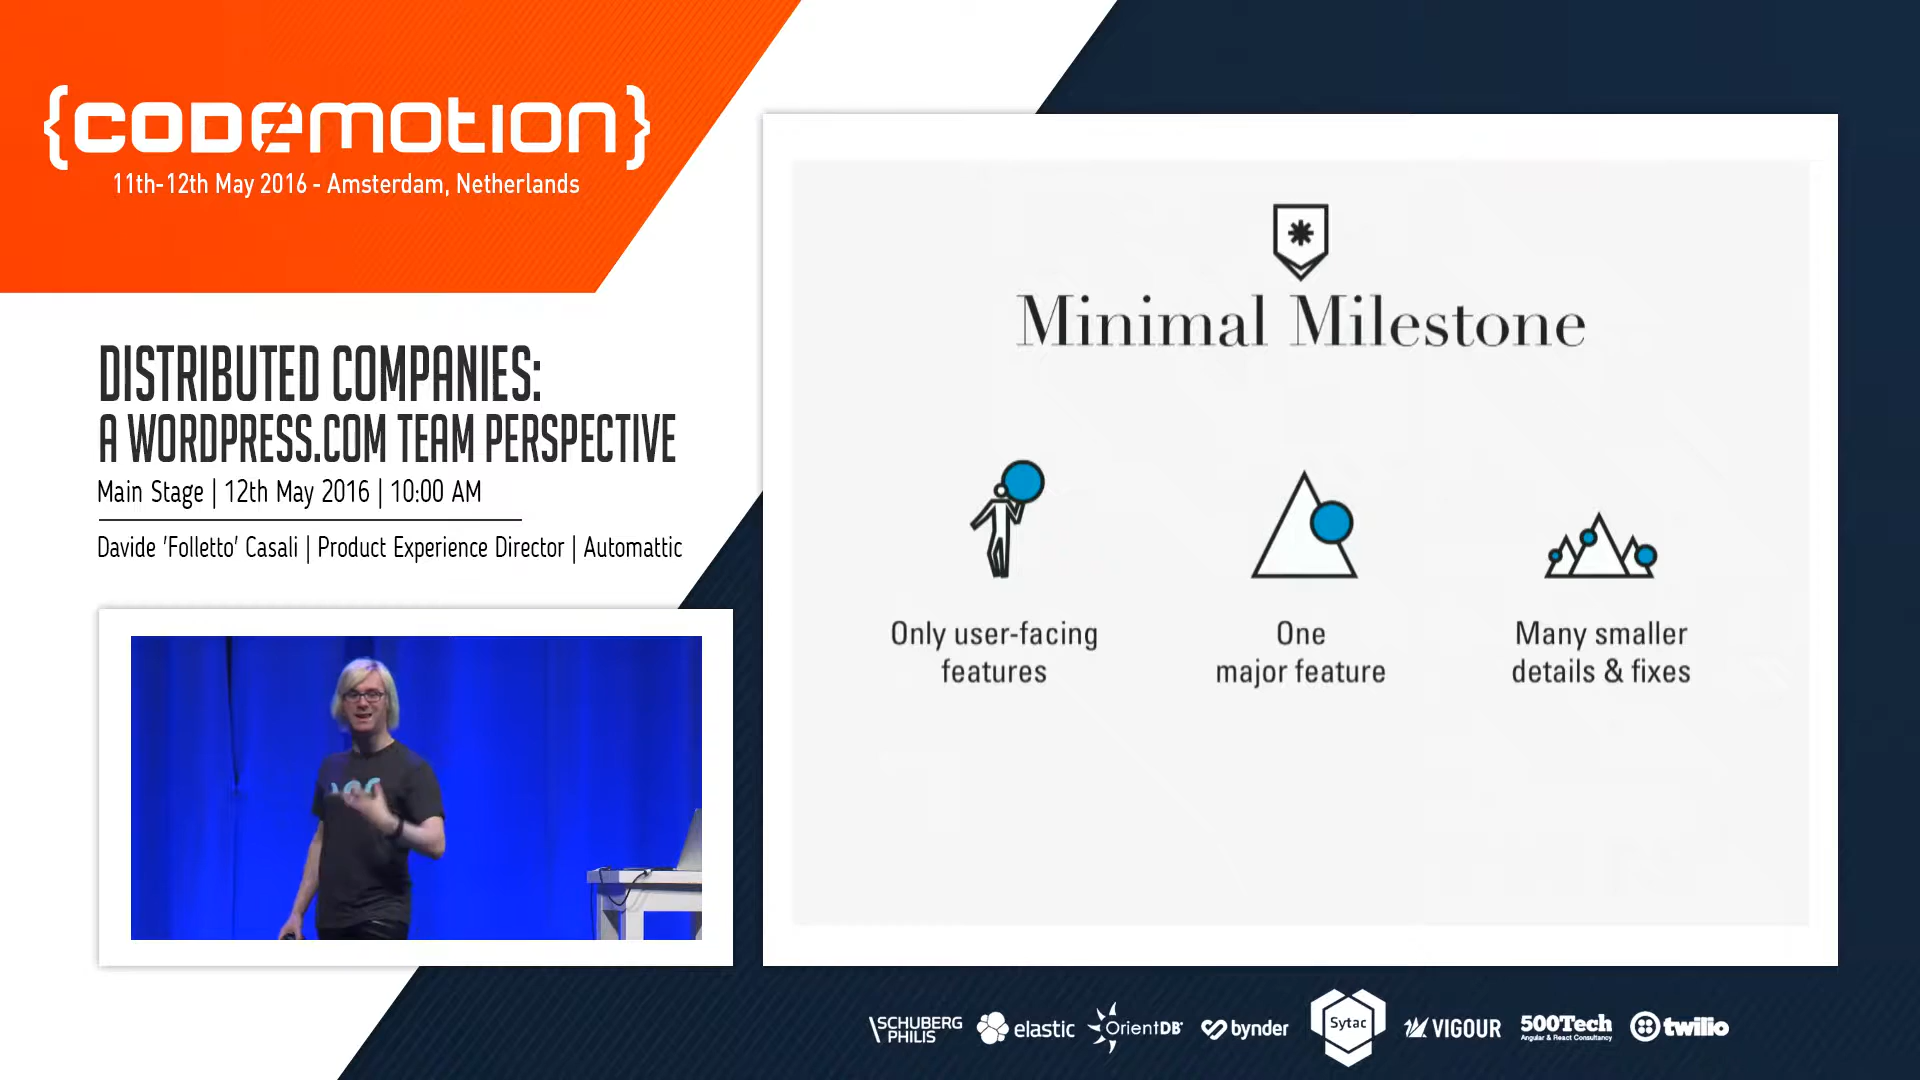 {codemotion}
11th-12th May 2016 - Amsterdam, Netherlands
DISTRIBUTED COMPANIES:
A WORDPRESS.COM TEAM PERSPECTIVE
Main Stage | 12th May 2016 | 10:00 AM
Davide 'Folletto' Casali | Product Experience Director | Automattic
Minimal Milestone
Only user-facing
features
One
major feature
Many smaller
details & fixes
SCHUBERG
PHILIS
elastic
OrientDB
bynder
Sytac
VIGOUR
500Tech
Angular & React Consultancy
twilio